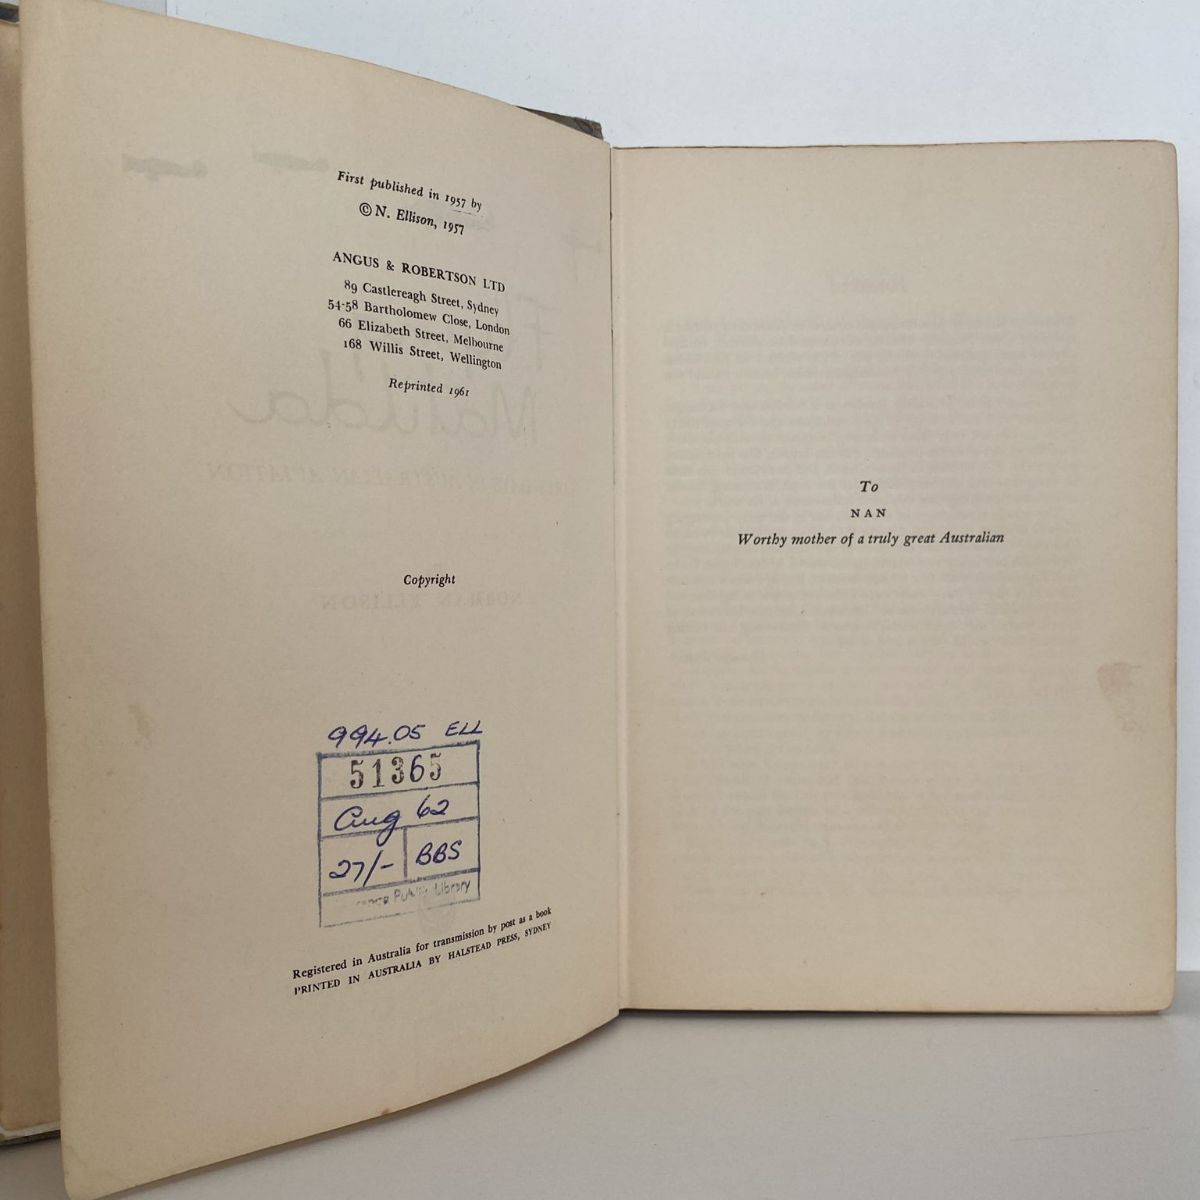 First published in 1957 by
© N. Ellison, 1957
ANGUS & ROBERTSON LTD
89 Castlereagh Street, Sydney
54-58 Bartholomew Close, London
66 Elizabeth Street, Melbourne
168 Willis Street, Wellington
Reprinted 1961
Copyright
994.05 ELL
51365
Aug 62
27/- BBS
Public Library
Registered in Australia for transmission by post as a book
PRINTED IN AUSTRALIA BY HALSTEAD PRESS, SYDNEY
To
NAN
Worthy mother of a truly great Australian